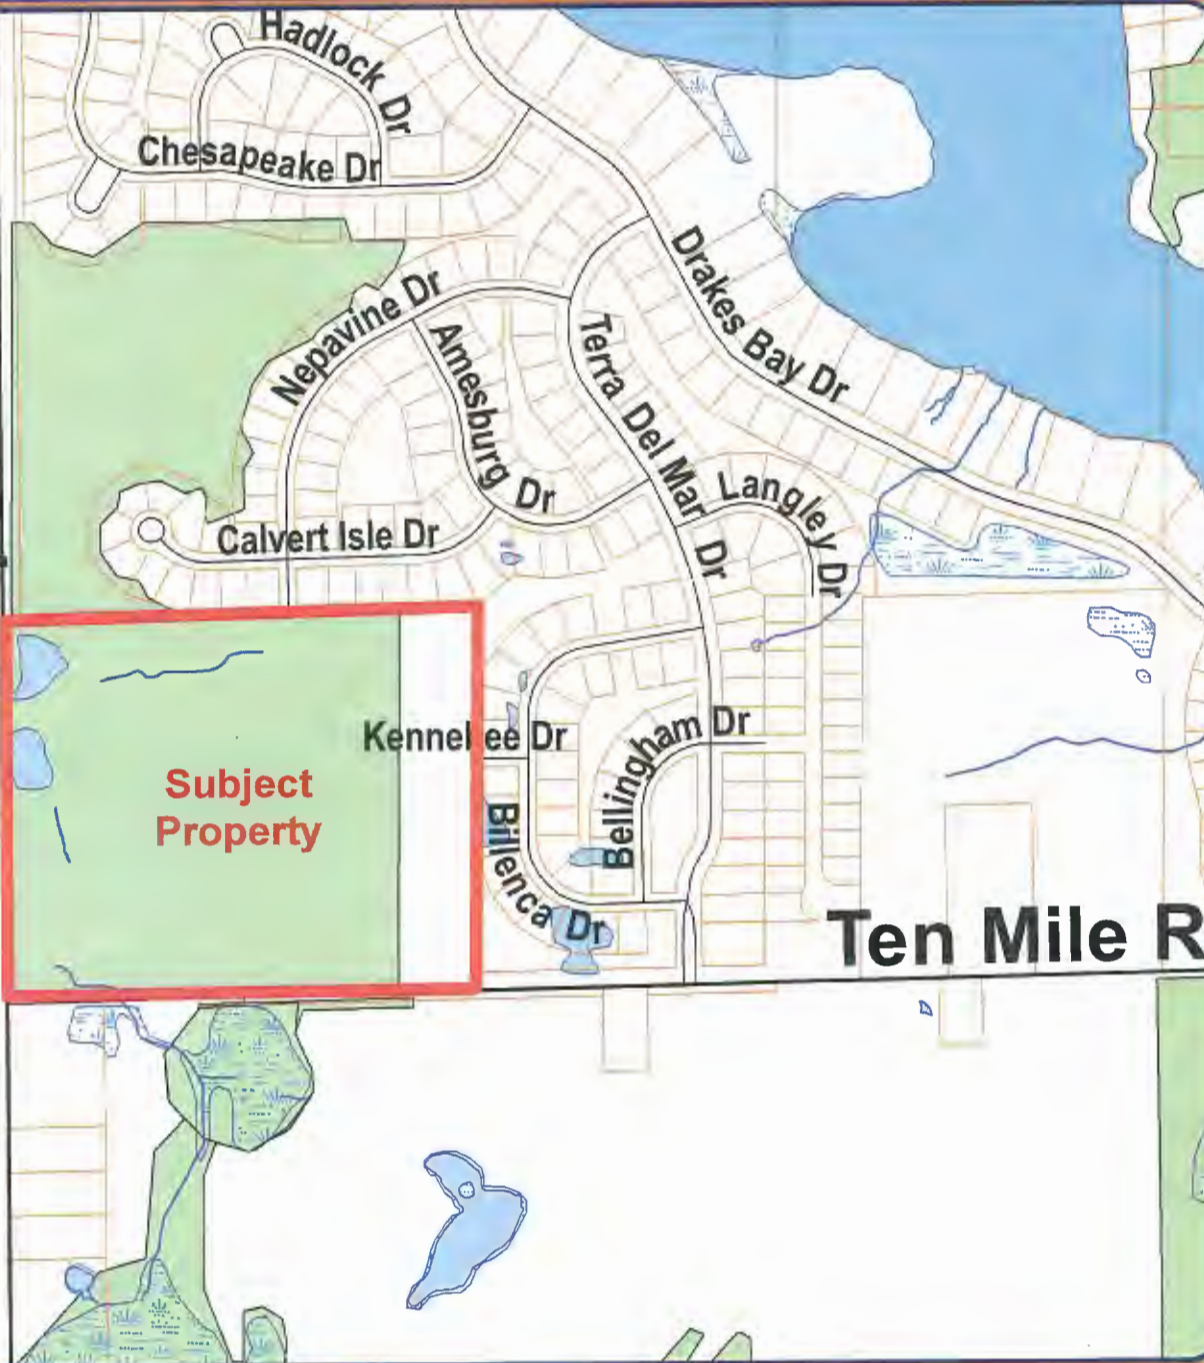 Hadlock Dr
Chesapeake Dr
Drakes Bay Dr
Nepavine Dr
Amesburg Dr
Terra Del Mar Dr
Langley Dr
Calvert Isle Dr
Kennebee Dr
Bellingham Dr
Subject
Property
Billenca Dr
Ten Mile R